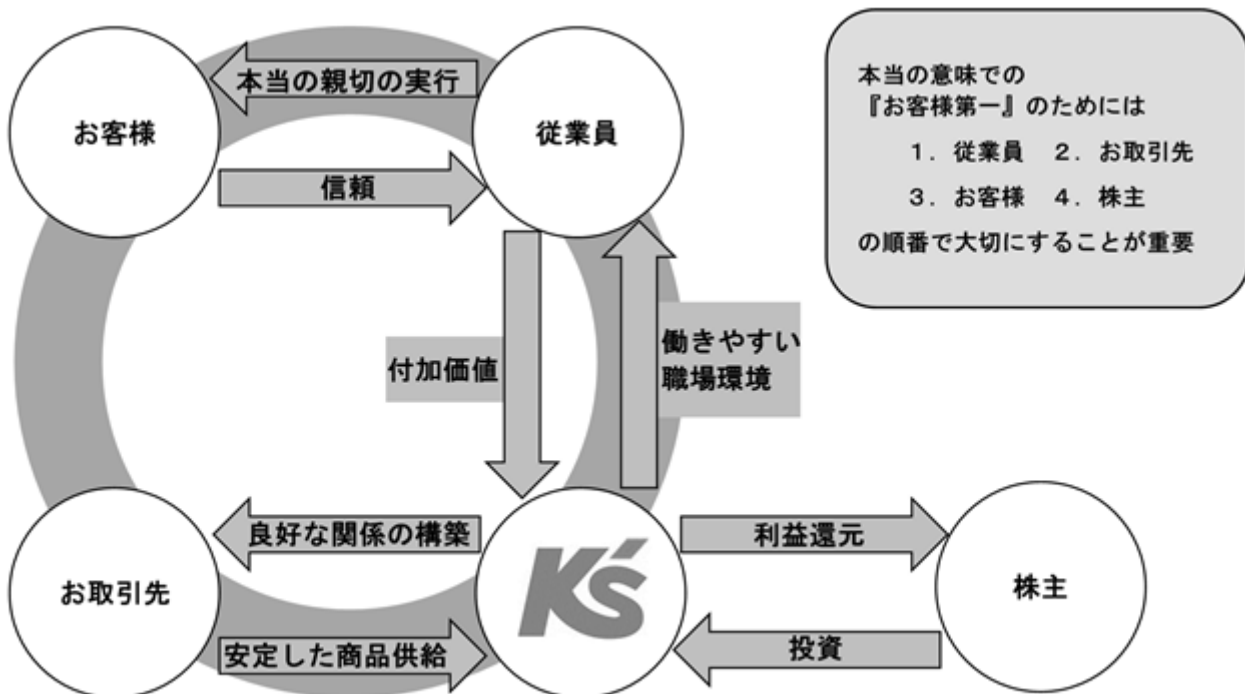 本当の親切の実行
お客様
従業員
信頼
本当の意味での
『お客様第一』のためには
1．従業員　2．お取引先
3．お客様　4．株主
の順番で大切にすることが重要
付加価値
働きやすい
職場環境
良好な関係の構築
利益還元
お取引先
K's
株主
安定した商品供給
投資